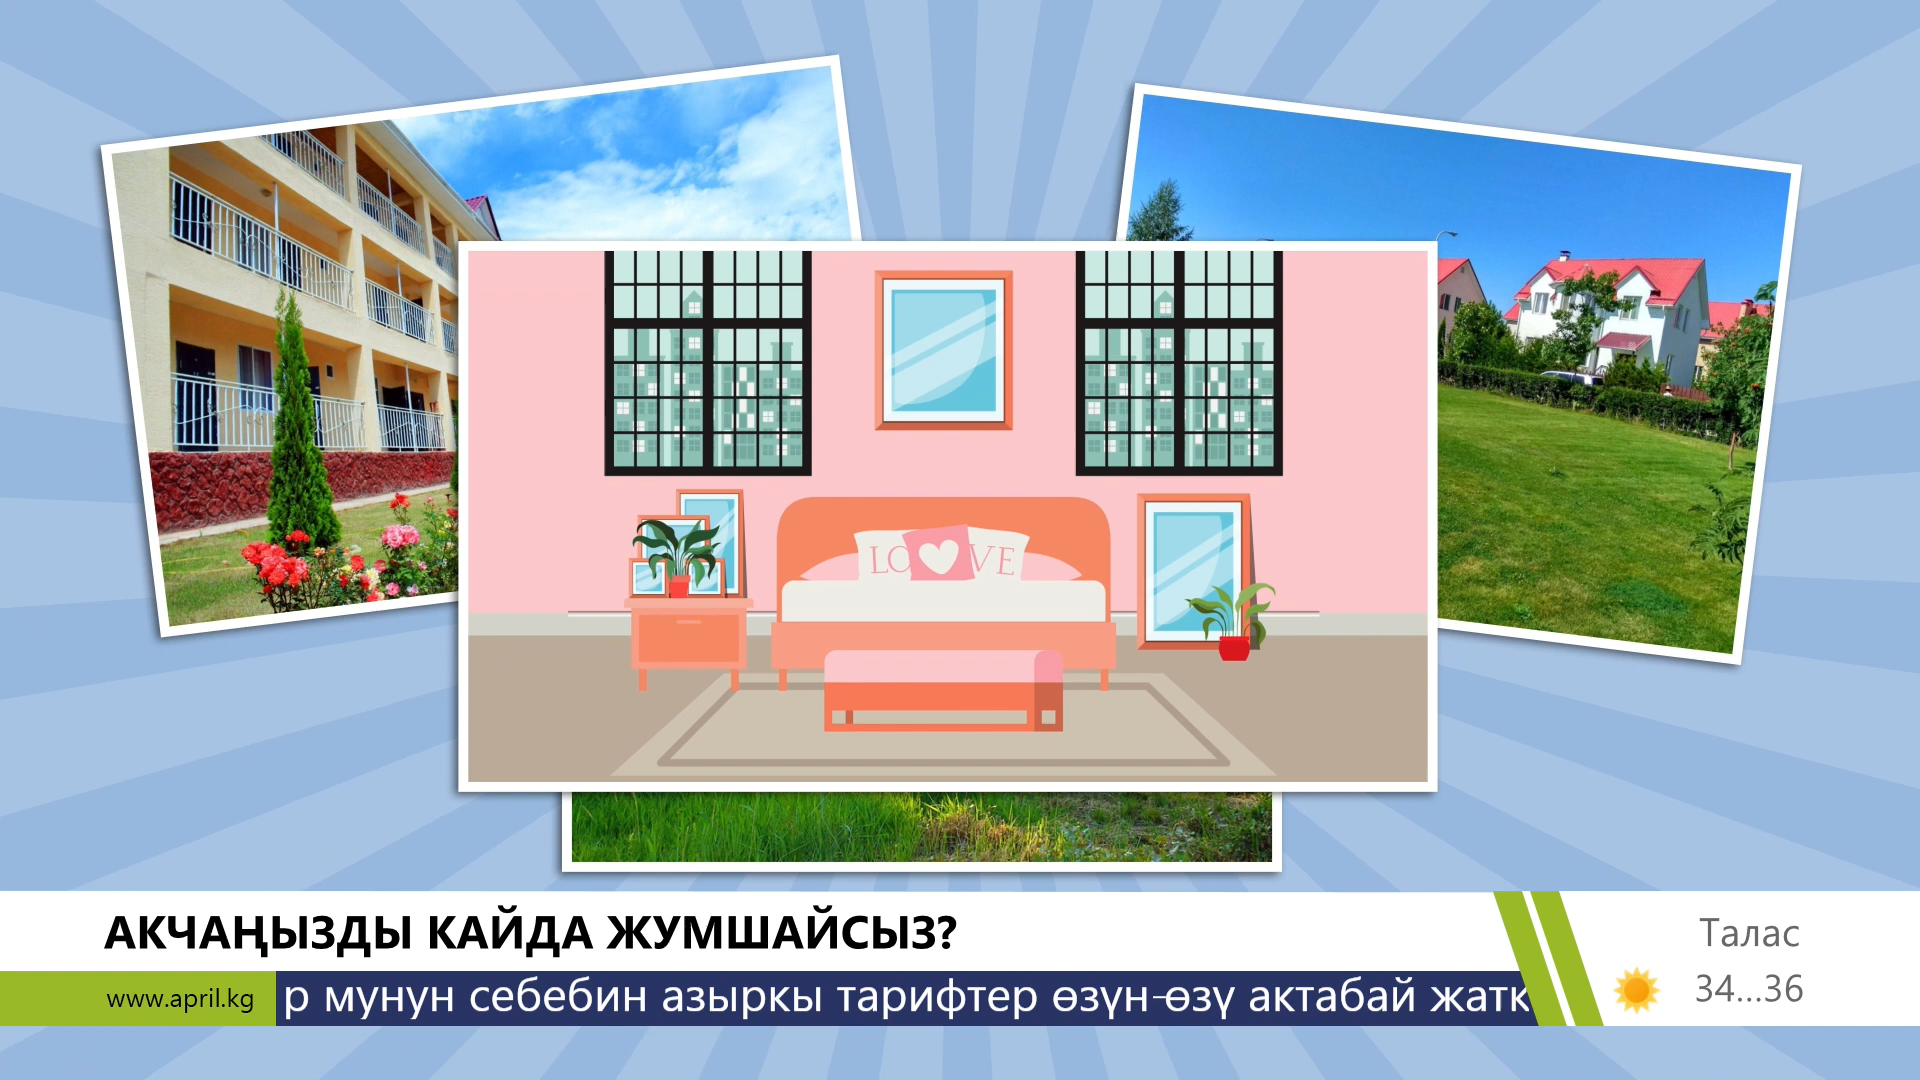 LOVE
АКЧАҢЫЗДЫ КАЙДА ЖУМШАЙСЫЗ?
www.april.kg
р мунун себебин азыркы тарифтер өзүн-өзү актабай жатк
Талас
34...36